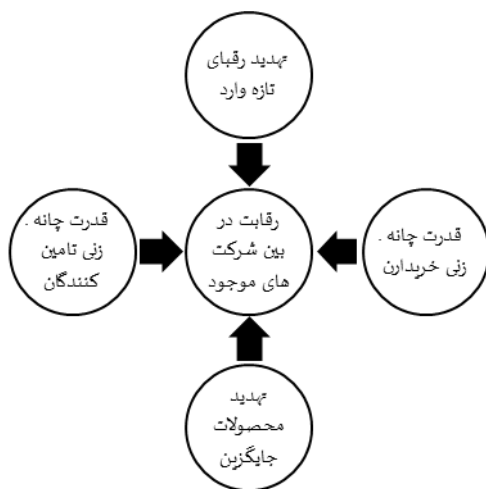 تهدید رقبای
تازه وارد
قدرت چانه .
زنی خریدارن
رقابت در
بین شرکت
های موجود
قدرت چانه .
زنی تامین
کنندگان
تهدید
محصولات
جایگزین